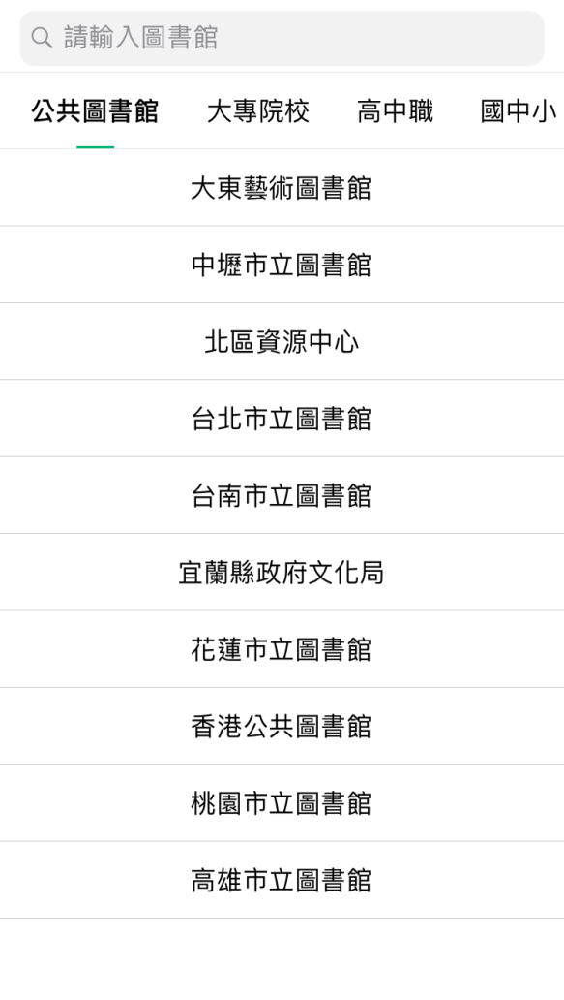 請輸入圖書館
公共圖書館 大專院校 高中職 國中小
大東藝術圖書館
中壢市立圖書館
北區資源中心
台北市立圖書館
台南市立圖書館
宜蘭縣政府文化局
花蓮市立圖書館
香港公共圖書館
桃園市立圖書館
高雄市立圖書館